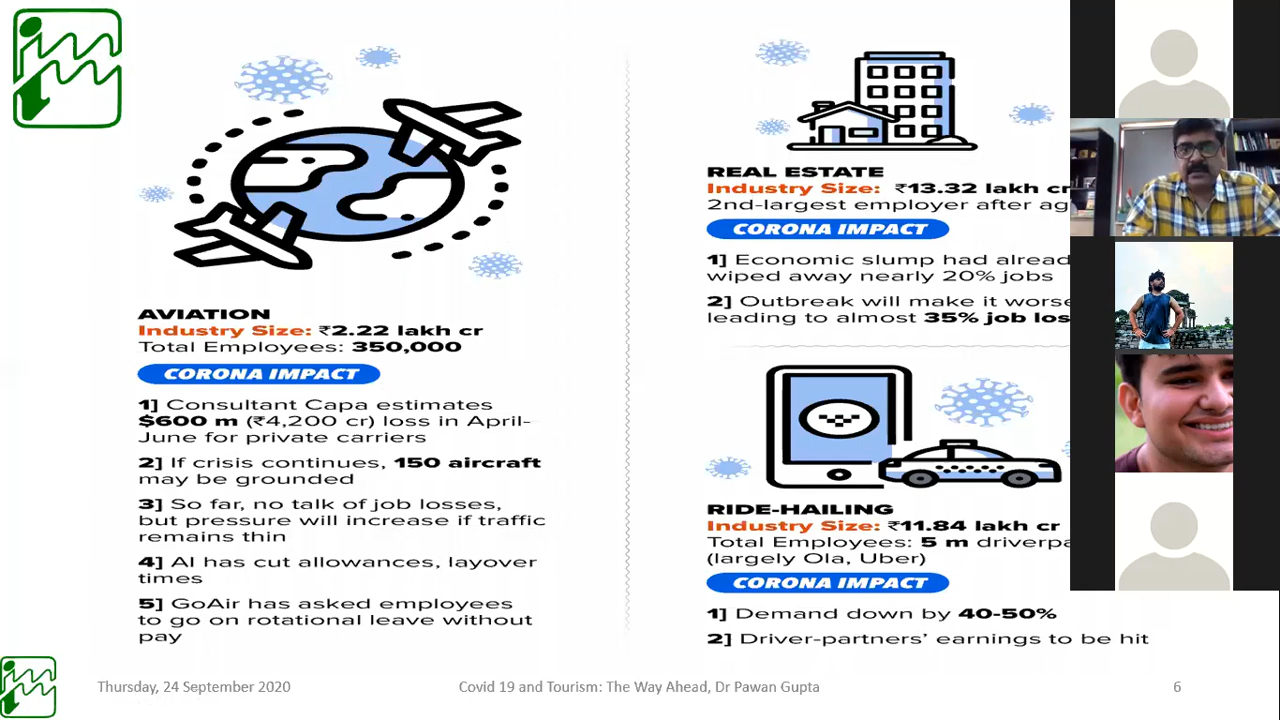 AVIATION
Industry Size: ₹2.22 lakh cr
Total Employees: 350,000
CORONA IMPACT
1] Consultant Capa estimates
$600 m (₹4,200 cr) loss in April-
June for private carriers
2] If crisis continues, 150 aircraft
may be grounded
3] So far, no talk of job losses,
but pressure will increase if traffic
remains thin
4] AI has cut allowances, layover
times
5] GoAir has asked employees
to go on rotational leave without
pay
REAL ESTATE
Industry Size: ₹13.32 lakh cr
2nd-largest employer after ag
CORONA IMPACT
1] Economic slump had alread
wiped away nearly 20% jobs
2] Outbreak will make it worse
leading to almost 35% job los
RIDE-HAILING
Industry Size: ₹11.84 lakh cr
Total Employees: 5 m driverpa
(largely Ola, Uber)
CORONA IMPACT
1] Demand down by 40-50%
2] Driver-partners' earnings to be hit
Thursday, 24 September 2020
Covid 19 and Tourism: The Way Ahead, Dr Pawan Gupta
6